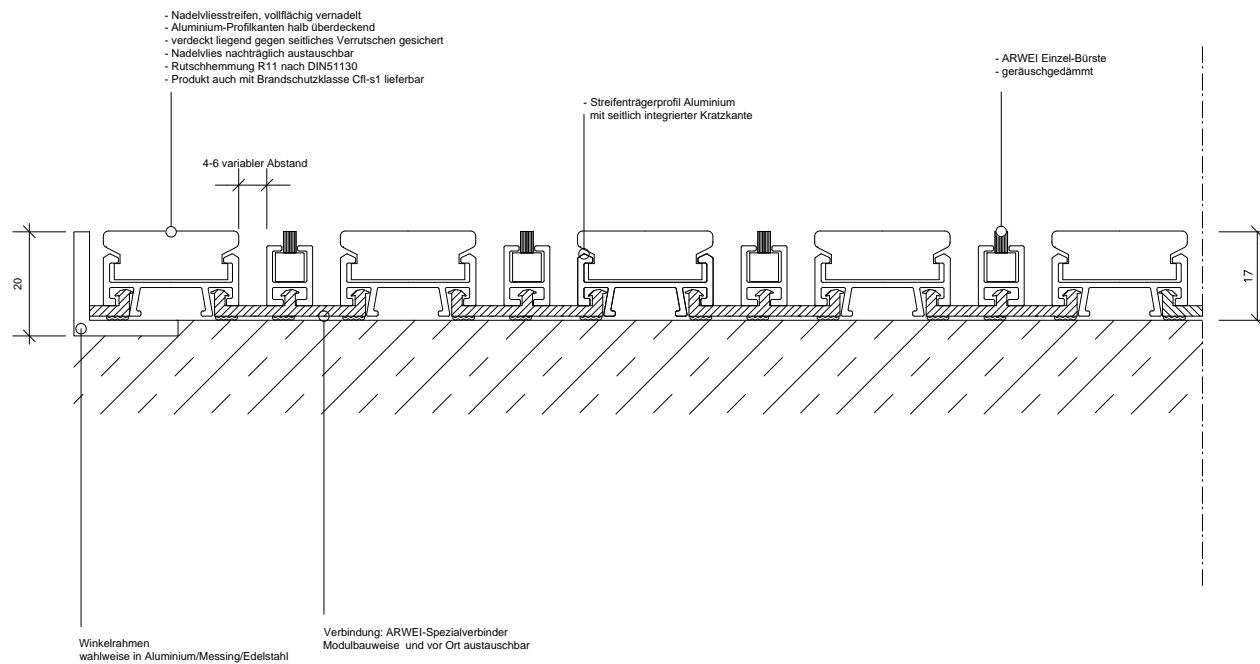 - Nadelvliesstreifen, vollflächig vernadelt
- Aluminium-Profilkanten halb überdeckend
- verdeckt liegend gegen seitliches Verrutschen gesichert
- Nadelvlies nachträglich austauschbar
- Rutschhemmung R11 nach DIN51130
- Produkt auch mit Brandschutzklasse Cfl-s1 lieferbar
- ARWEI Einzel-Bürste
- geräuschgedämmt
- Streifenträgerprofil Aluminium
mit seitlich integrierter Kratzkante
4-6 variabler Abstand
20
17
Winkelrahmen
wahlweise in Aluminium/Messing/Edelstahl
Verbindung: ARWEI-Spezialverbinder
Modulbauweise und vor Ort austauschbar